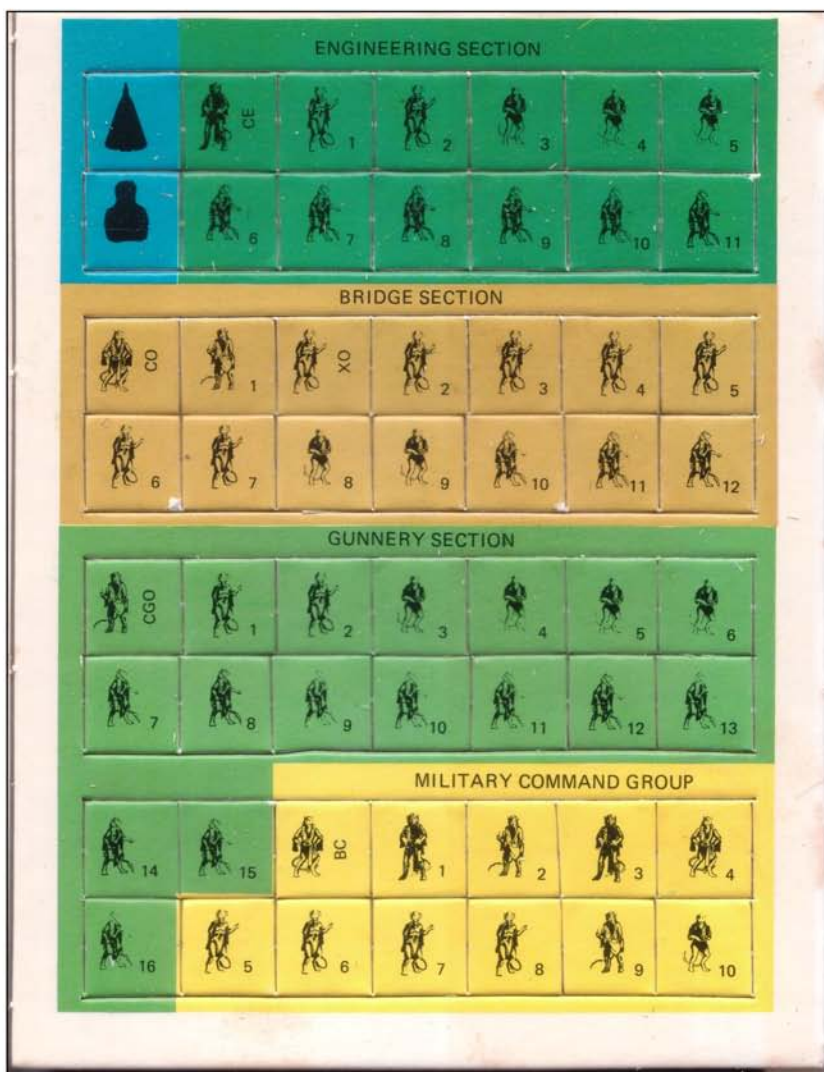 ENGINEERING SECTION
CE 1 2 3 4 5
6 7 8 9 10 11
BRIDGE SECTION
CO 1 XO 2 3 4 5
6 7 8 9 10 11 12
GUNNERY SECTION
CGO 1 2 3 4 5 6
7 8 9 10 11 12 13
MILITARY COMMAND GROUP
14 15 BC 1 2 3 4
16 5 6 7 8 9 10